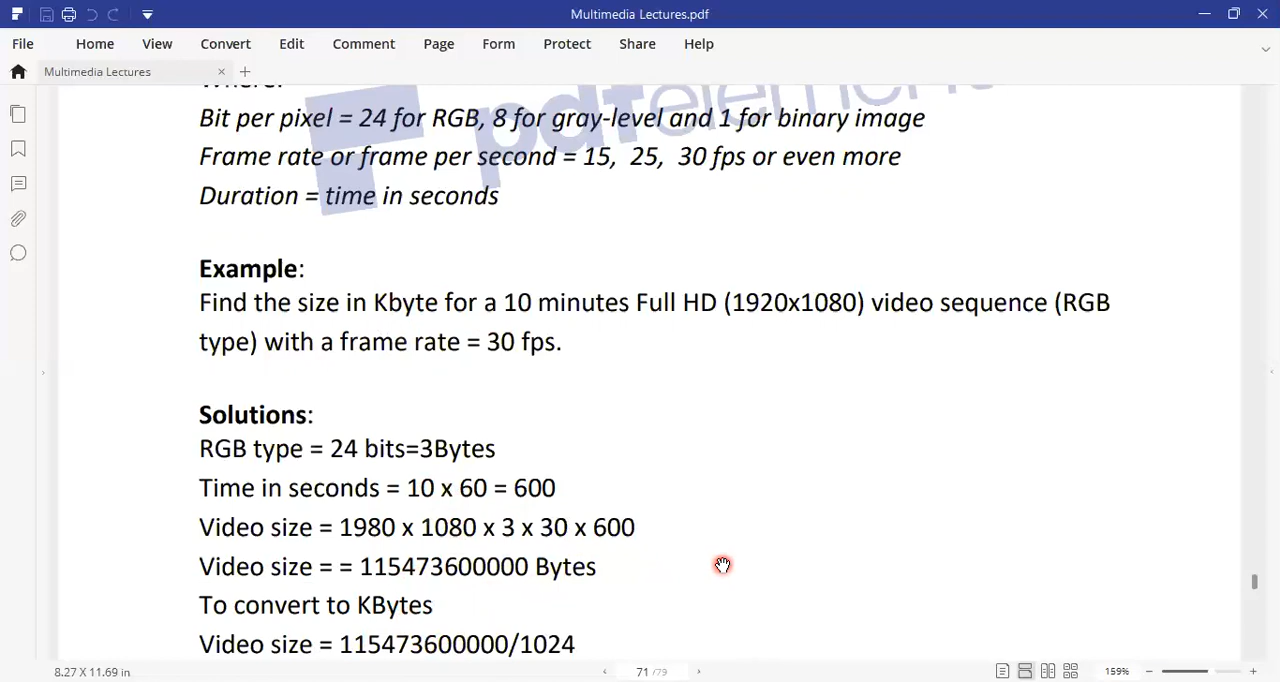 Multimedia Lectures.pdf
File Home View Convert Edit Comment Page Form Protect Share Help
Multimedia Lectures
Where:
pdfelement
Bit per pixel = 24 for RGB, 8 for gray-level and 1 for binary image
Frame rate or frame per second = 15, 25, 30 fps or even more
Duration = time in seconds
Example:
Find the size in Kbyte for a 10 minutes Full HD (1920x1080) video sequence (RGB
type) with a frame rate = 30 fps.
Solutions:
RGB type = 24 bits=3Bytes
Time in seconds = 10 x 60 = 600
Video size = 1980 x 1080 x 3 x 30 x 600
Video size = = 115473600000 Bytes
To convert to KBytes
Video size = 115473600000/1024
8.27 X 11.69 in 71 /79 159%